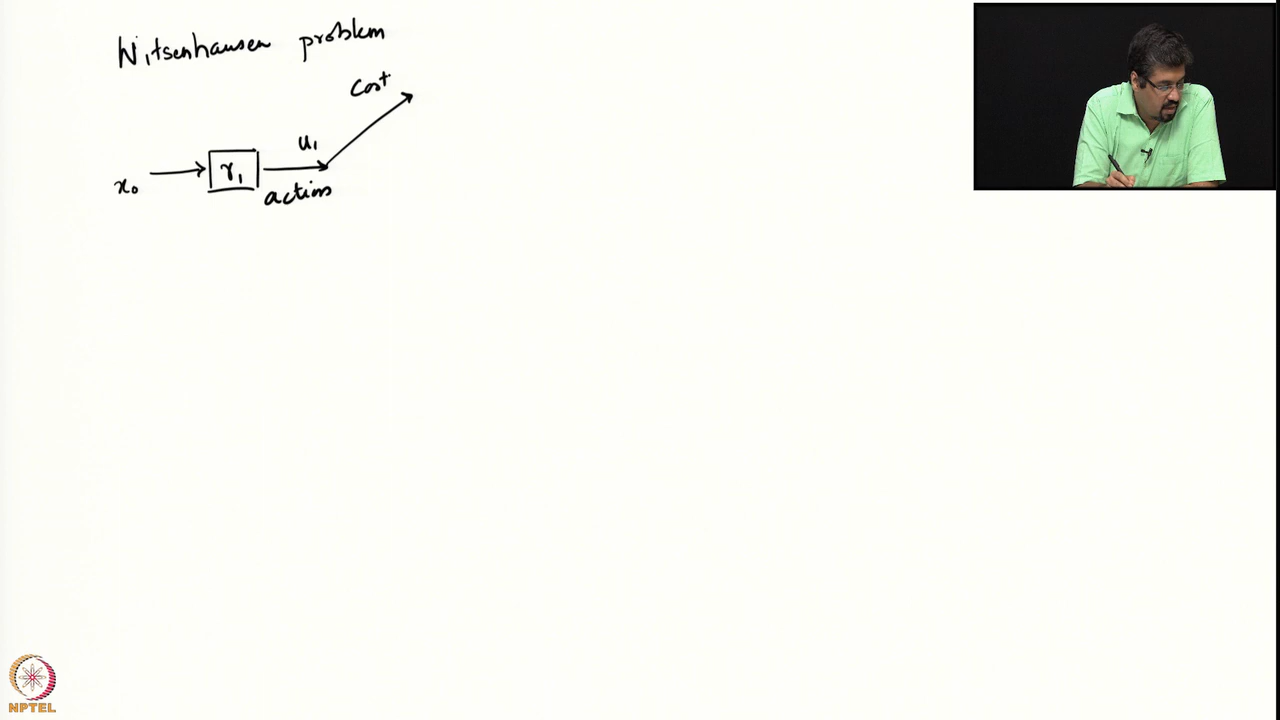 Witsenhausen problem
Cost
u₁
x₀ γ₁
action
NPTEL